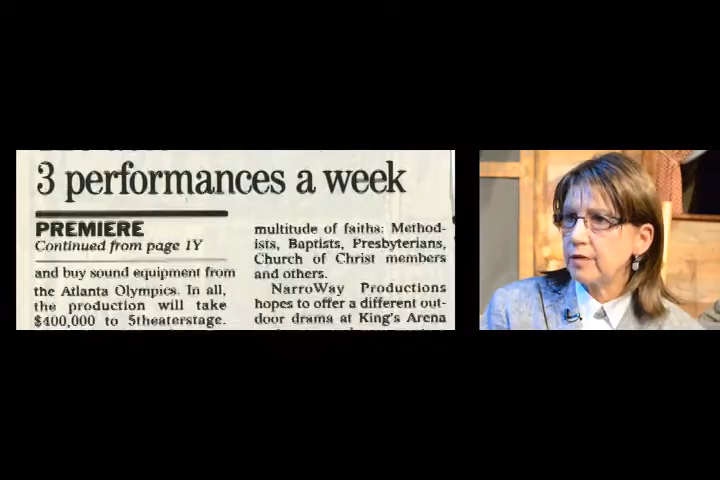 3 performances a week
PREMIERE
Continued from page 1Y
and buy sound equipment from
the Atlanta Olympics. In all,
the production will take
$400,000 to 5theaterstage.
multitude of faiths: Method-
ists, Baptists, Presbyterians,
Church of Christ members
and others.
NarroWay Productions
hopes to offer a different out-
door drama at King's Arena